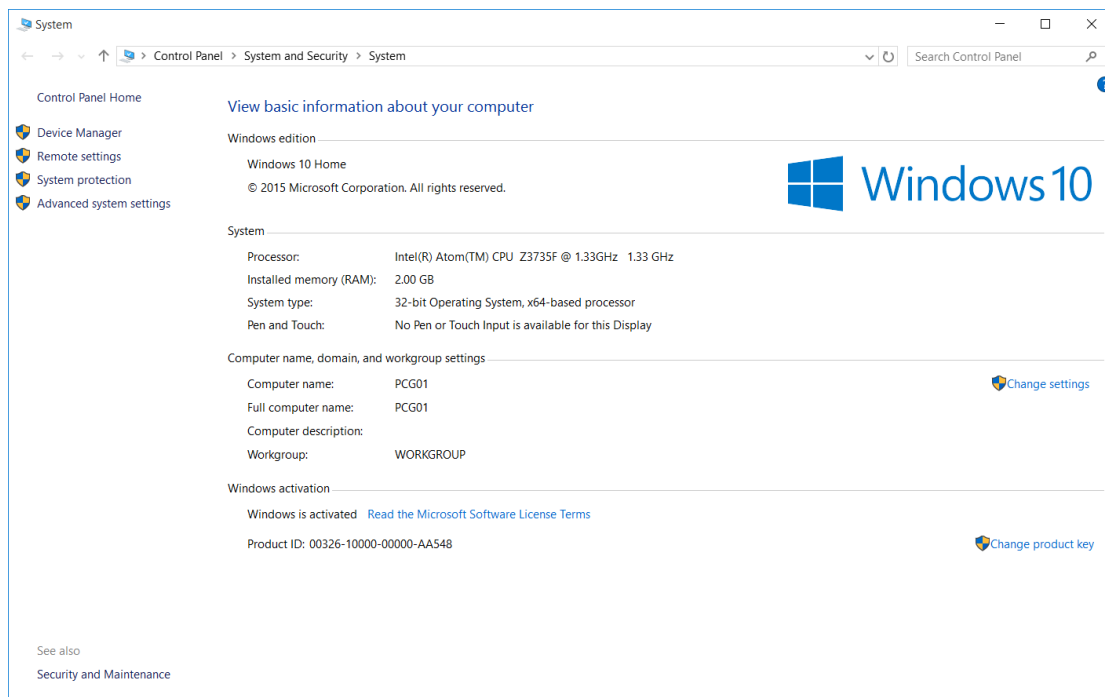 System
Control Panel > System and Security > System
Search Control Panel
Control Panel Home
Device Manager
Remote settings
System protection
Advanced system settings
View basic information about your computer
Windows edition
Windows 10 Home
© 2015 Microsoft Corporation. All rights reserved.
Windows 10
System
Processor: Intel(R) Atom(TM) CPU Z3735F @ 1.33GHz 1.33 GHz
Installed memory (RAM): 2.00 GB
System type: 32-bit Operating System, x64-based processor
Pen and Touch: No Pen or Touch Input is available for this Display
Computer name, domain, and workgroup settings
Computer name: PCG01
Change settings
Full computer name: PCG01
Computer description:
Workgroup: WORKGROUP
Windows activation
Windows is activated Read the Microsoft Software License Terms
Product ID: 00326-10000-00000-AA548
Change product key
See also
Security and Maintenance